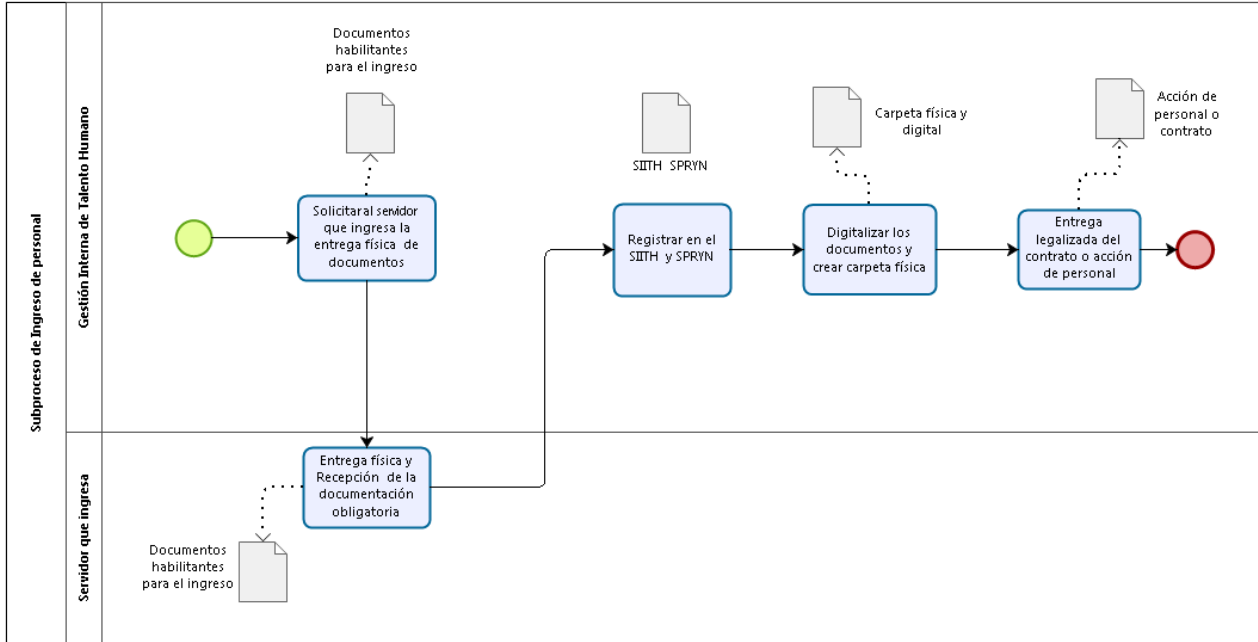 Subproceso de Ingreso de personal
Gestión Interna de Talento Humano
Documentos
habilitantes
para el ingreso
Solicitaral servidor
que ingresa la
entrega física de
documentos
SIITH SPRYN
Registrar en el
SIITH y SPRYN
Carpeta física y
digital
Digitalizar los
documentos y
crear carpeta física
Acción de
personal o
contrato
Entrega
legalizada del
contrato o acción
de personal
Servidor que ingresa
Entrega física y
Recepción de la
documentación
obligatoria
Documentos
habilitantes
para el ingreso